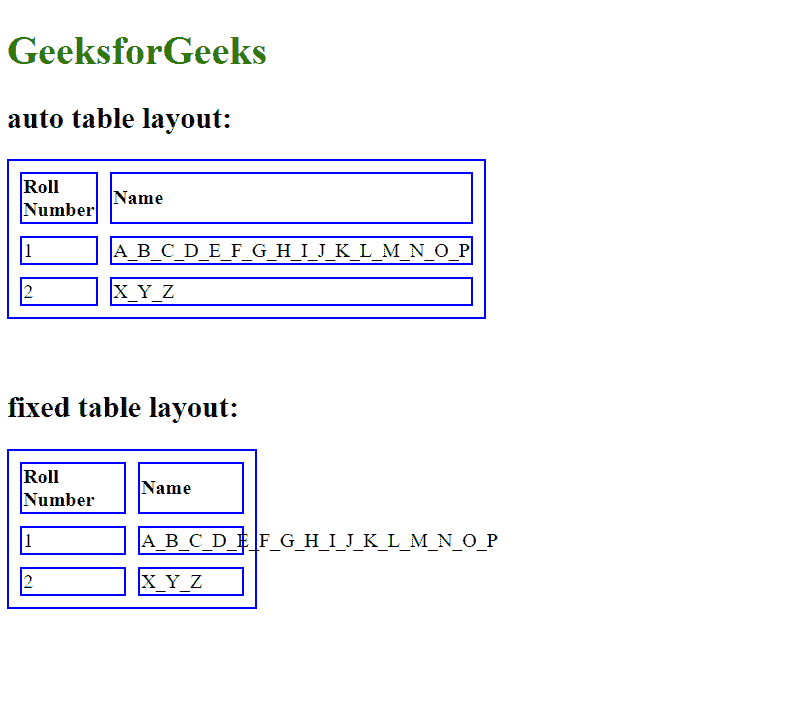 GeeksforGeeks
auto table layout:
Roll
Number
Name
1
A_B_C_D_E_F_G_H_I_J_K_L_M_N_O_P
2
X_Y_Z
fixed table layout:
Roll
Number
Name
1
A_B_C_D_E_F_G_H_I_J_K_L_M_N_O_P
2
X_Y_Z